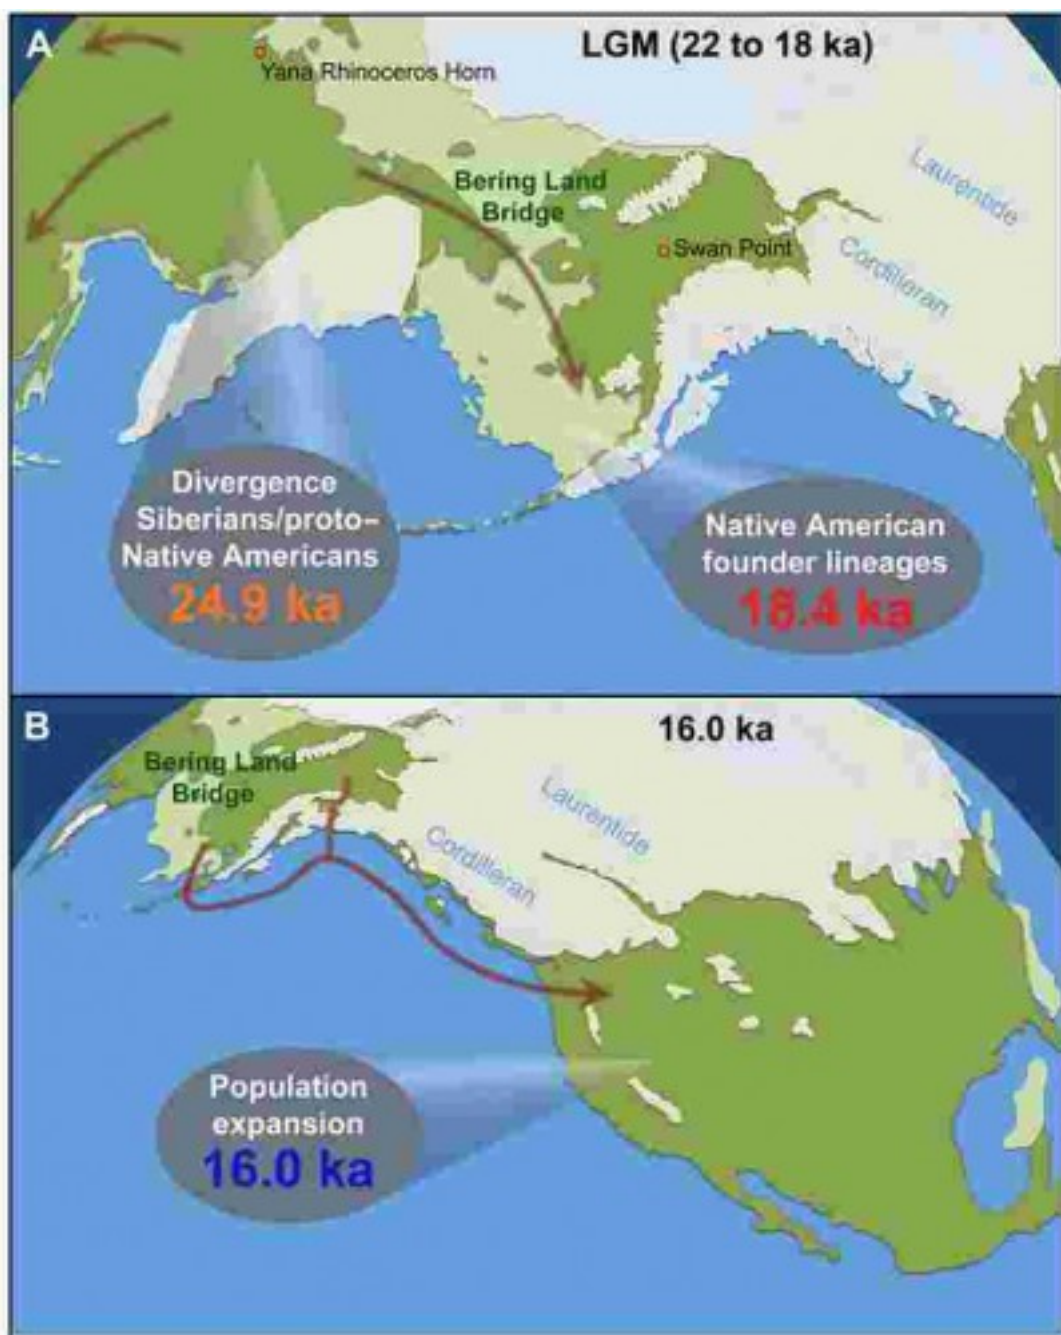 A
LGM (22 to 18 ka)
Yana Rhinoceros Horn
Laurentide
Bering Land
Bridge
Swan Point
Cordilleran
Divergence
Siberians/proto–
Native Americans
24.9 ka
Native American
founder lineages
18.4 ka
B
16.0 ka
Bering Land
Bridge
Laurentide
Cordilleran
Population
expansion
16.0 ka